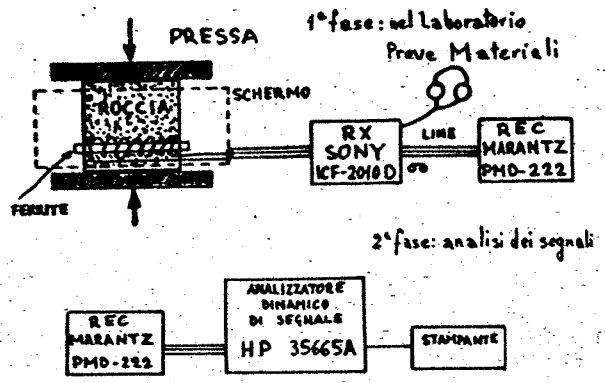 PRESSA
1ª fase: nel Laboratorio
Preve Materiali
ROCCIA
SCHERMO
FERRITE
RX
SONY
ICF-2010D
LINE
REC
MARANTZ
PMD-222
2ª fase: analisi dei segnali
REC
MARANTZ
PMD-222
ANALIZZATORE
DINAMICO
DI SEGNALE
HP 35665A
STAMPANTE